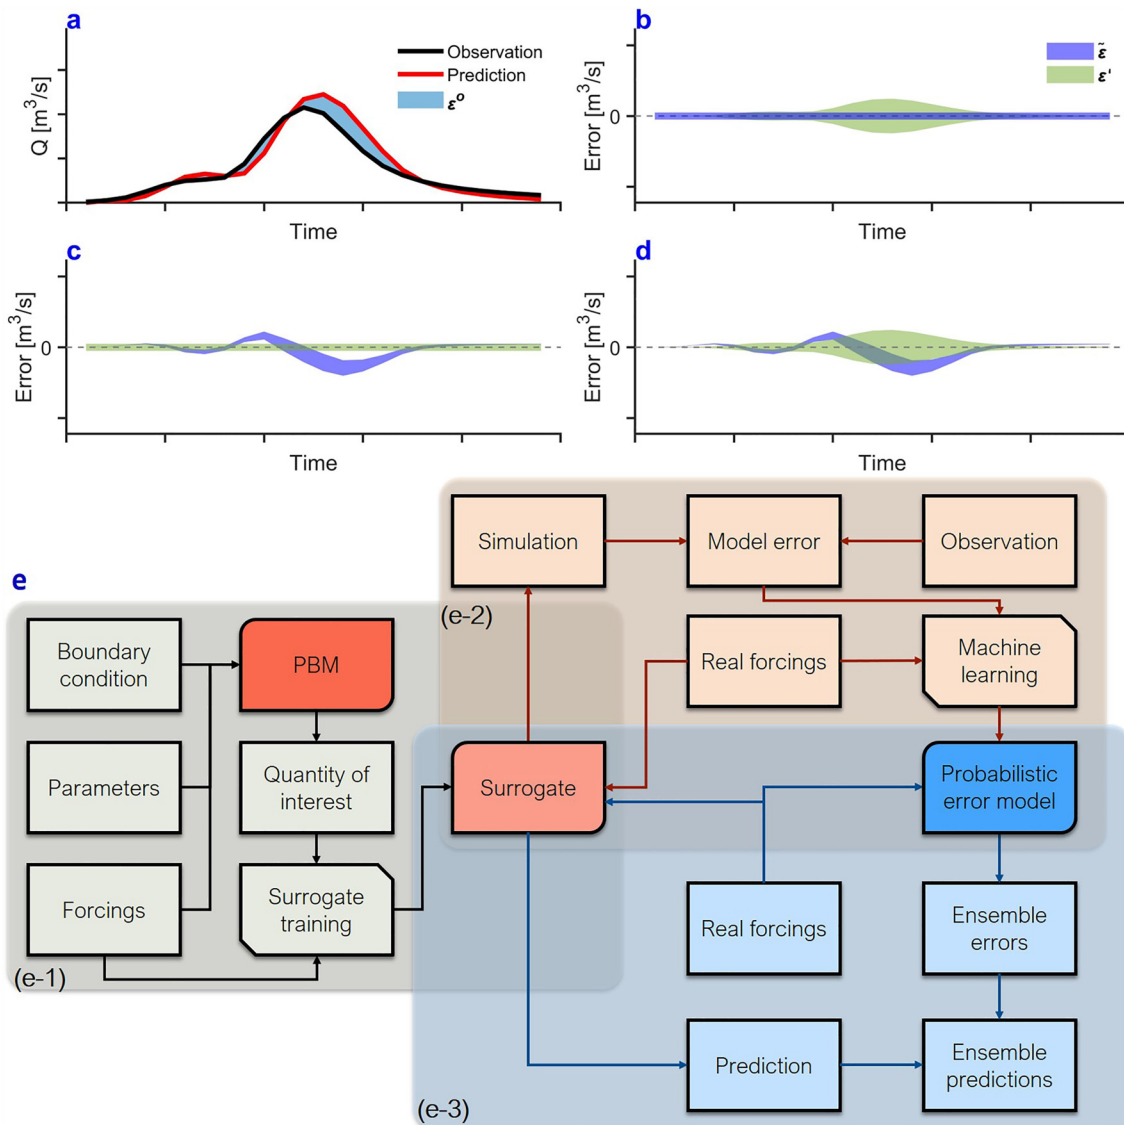 a
Q [m³/s]
Observation
Prediction
εᵒ
Time
b
Error [m³/s]
0
ε̃
ε'
Time
c
Error [m³/s]
0
Time
d
Error [m³/s]
0
Time
e
(e-1)
Boundary
condition
PBM
Parameters
Quantity of
interest
Forcings
Surrogate
training
(e-2)
Simulation
Model error
Observation
Real forcings
Machine
learning
Surrogate
Probabilistic
error model
Real forcings
Ensemble
errors
Prediction
Ensemble
predictions
(e-3)